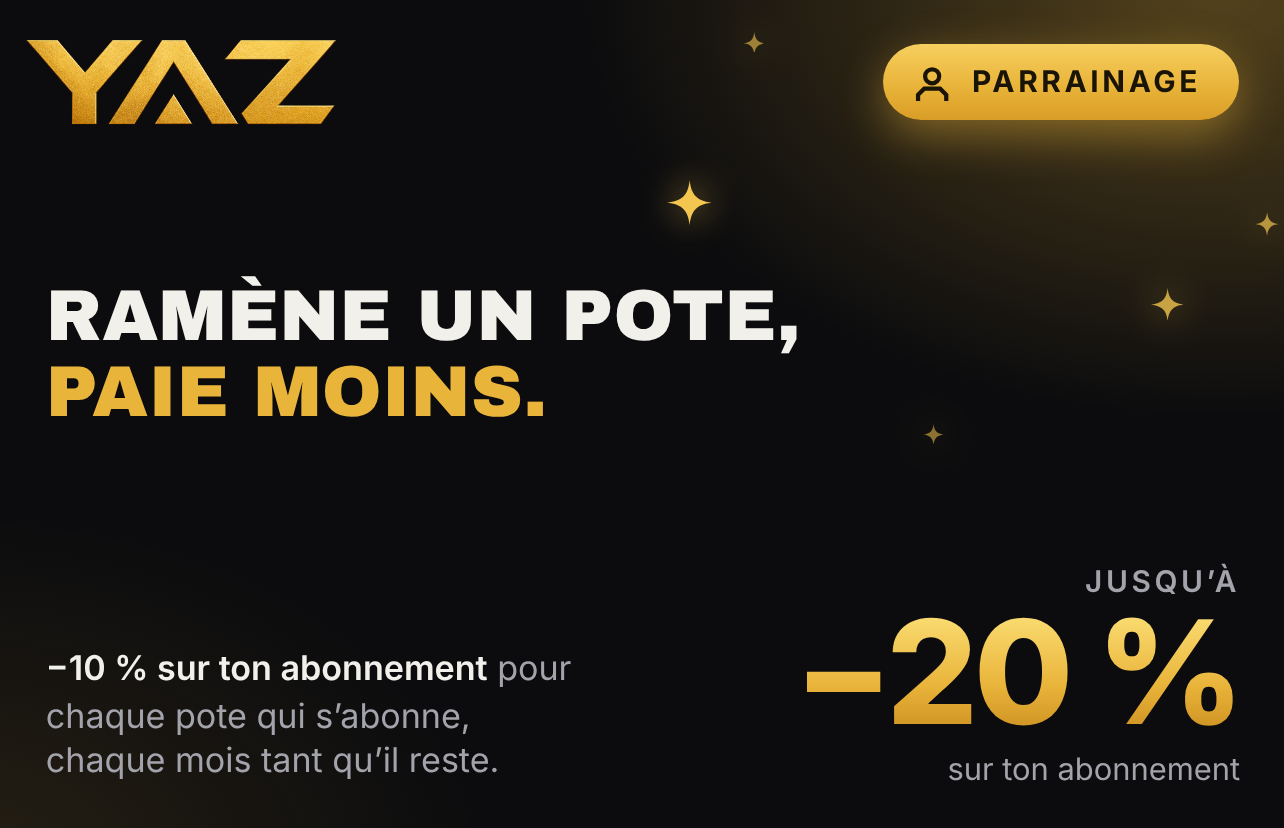 YAZ
PARRAINAGE
RAMÈNE UN POTE,
PAIE MOINS.
−10 % sur ton abonnement pour
chaque pote qui s’abonne,
chaque mois tant qu’il reste.
JUSQU’À
−20 %
sur ton abonnement